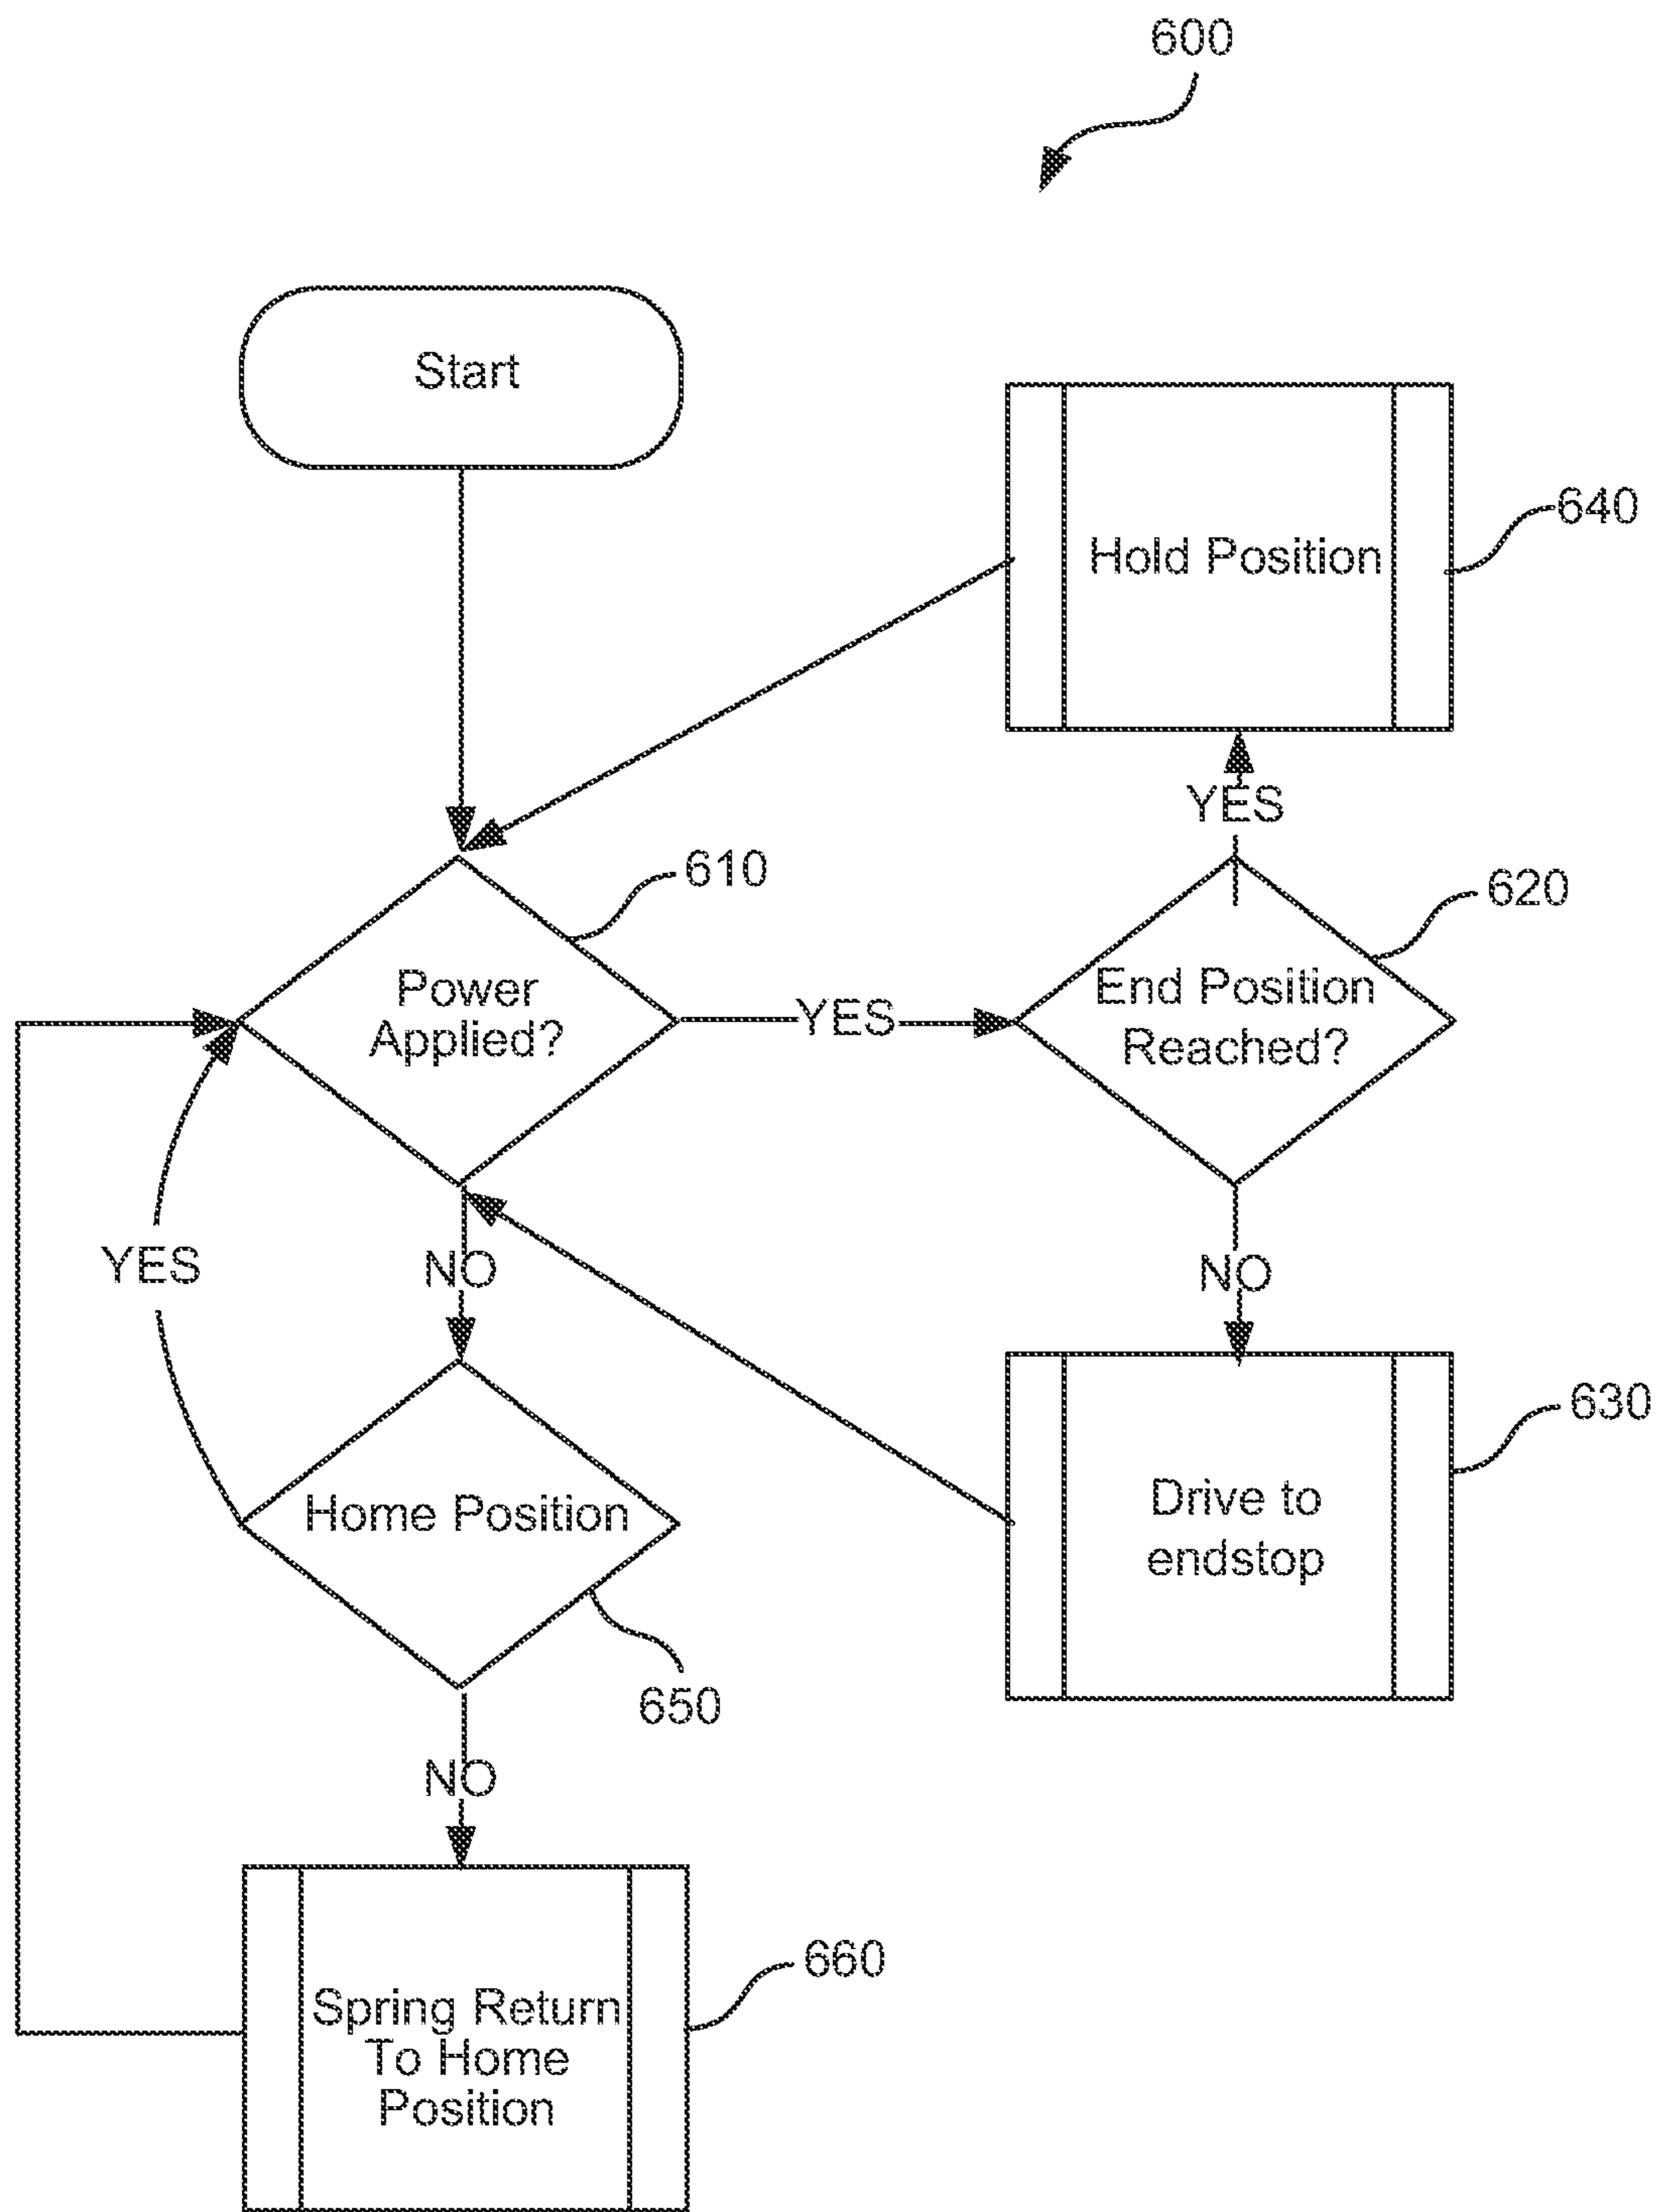 600
Start
Hold Position
640
610
620
Power
Applied?
YES
End Position
Reached?
YES
YES
NO
NO
Home Position
650
Drive to
endstop
630
NO
Spring Return
To Home
Position
660